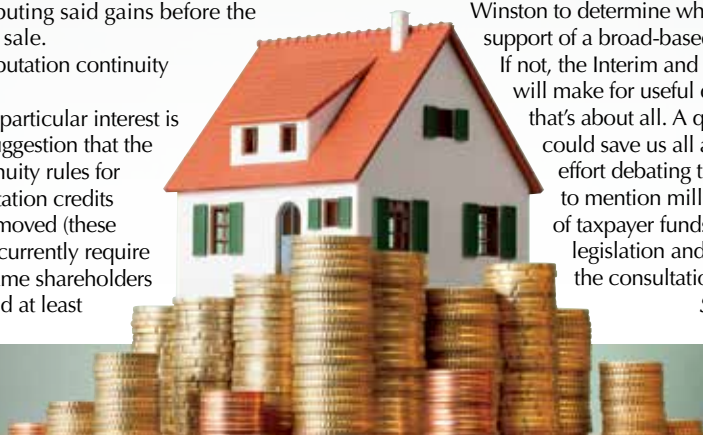 buting said gains before the
sale.
putation continuity
particular interest is
ggestion that the
nuity rules for
tation credits
moved (these
currently require
ame shareholders
d at least
Winston to determine wh
support of a broad-based
If not, the Interim and
will make for useful
that's about all. A q
could save us all a
effort debating t
to mention mill
of taxpayer funds
legislation and
the consultatio